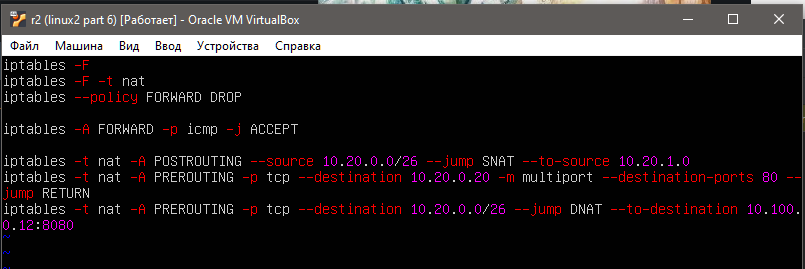 r2 (linux2 part 6) [Работает] - Oracle VM VirtualBox
Файл Машина Вид Ввод Устройства Справка
iptables -F
iptables -F -t nat
iptables --policy FORWARD DROP
iptables -A FORWARD -p icmp -j ACCEPT
iptables -t nat -A POSTROUTING --source 10.20.0.0/26 --jump SNAT --to-source 10.20.1.0
iptables -t nat -A PREROUTING -p tcp --destination 10.20.0.20 -m multiport --destination-ports 80 --
jump RETURN
iptables -t nat -A PREROUTING -p tcp --destination 10.20.0.0/26 --jump DNAT --to-destination 10.100.
0.12:8080
~
~